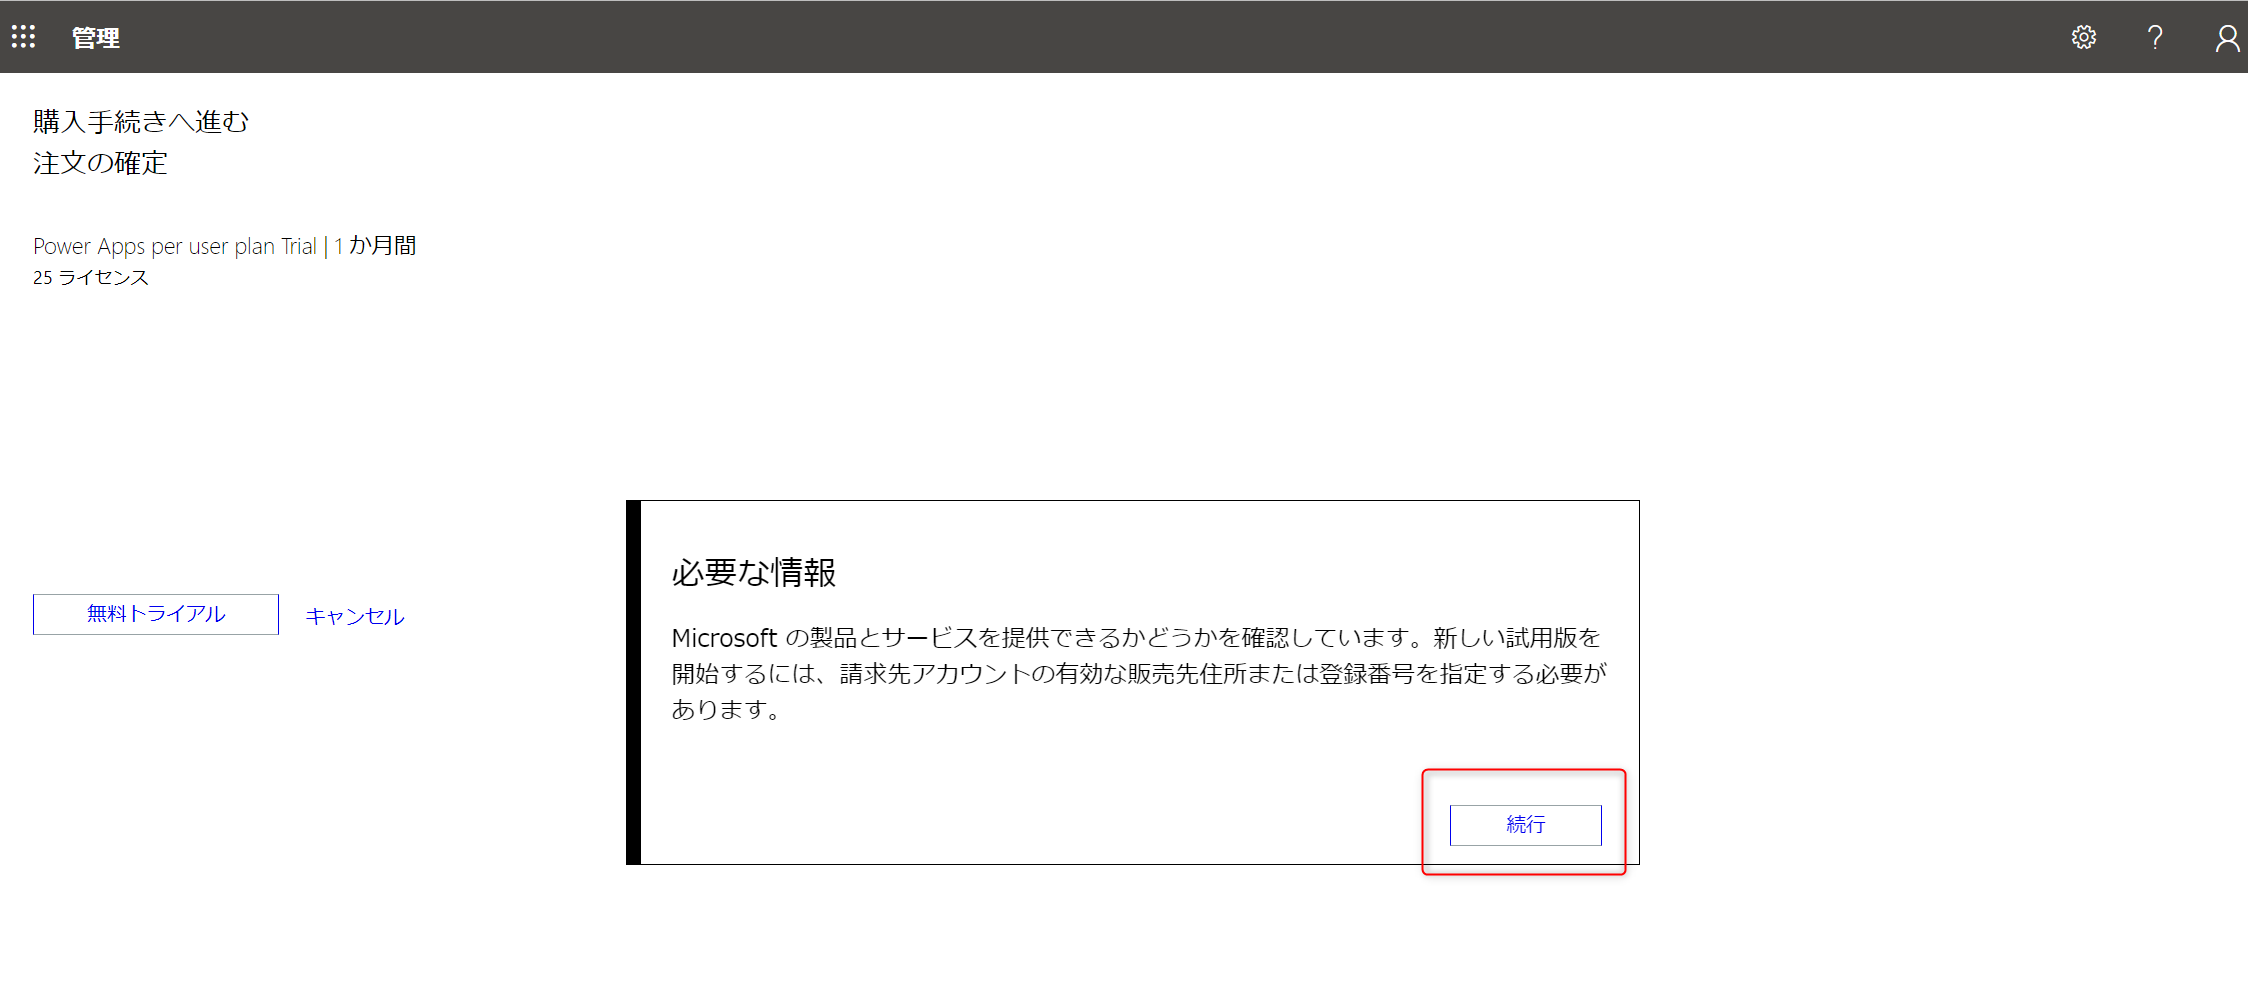 管理
購入手続きへ進む
注文の確定
Power Apps per user plan Trial | 1 か月間
25 ライセンス
必要な情報
Microsoft の製品とサービスを提供できるかどうかを確認しています。新しい試用版を
開始するには、請求先アカウントの有効な販売先住所または登録番号を指定する必要が
あります。
無料トライアル キャンセル
続行